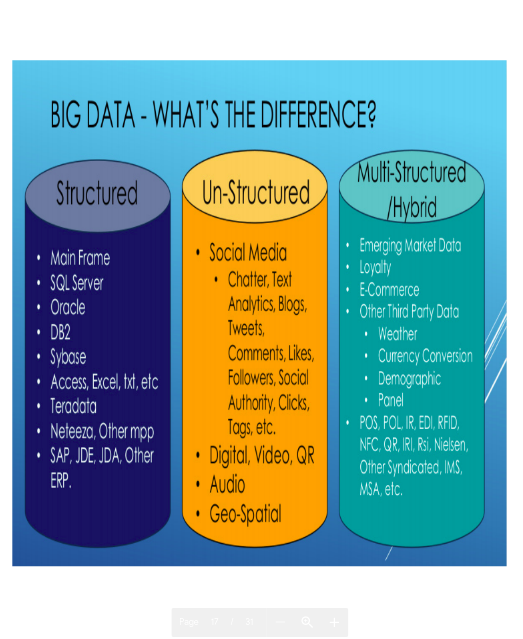 BIG DATA - WHAT'S THE DIFFERENCE?
Structured
• Main Frame
• SQL Server
• Oracle
• DB2
• Sybase
• Access, Excel, txt, etc
• Teradata
• Neteeza, Other mpp
• SAP, JDE, JDA, Other
ERP.
Un-Structured
• Social Media
• Chatter, Text
Analytics, Blogs,
Tweets,
Comments, Likes,
Followers, Social
Authority, Clicks,
Tags, etc.
• Digital, Video, QR
• Audio
• Geo-Spatial
Multi-Structured
/Hybrid
• Emerging Market Data
• Loyalty
• E-Commerce
• Other Third Party Data
• Weather
• Currency Conversion
• Demographic
• Panel
• POS, POL, IR, EDI, RFID,
NFC, QR, IRI, Rsi, Nielsen,
Other Syndicated, IMS,
MSA, etc.
Page 17 / 31